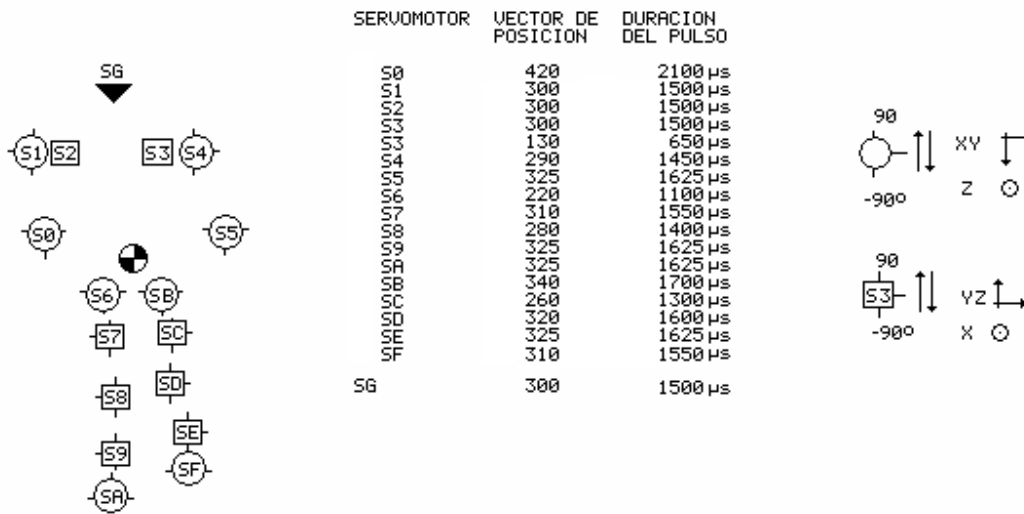 SERVOMOTOR VECTOR DE POSICION DURACION DEL PULSO
S0 420 2100µs
S1 300 1500µs
S2 300 1500µs
S3 300 1500µs
S3 130 650µs
S4 290 1450µs
S5 325 1625µs
S6 220 1100µs
S7 310 1550µs
S8 280 1400µs
S9 325 1625µs
SA 325 1625µs
SB 340 1700µs
SC 260 1300µs
SD 320 1600µs
SE 325 1625µs
SF 310 1550µs
SG 300 1500µs
SG
S1 S2 S3 S4
S0 S5
S6 SB
S7 SC
S8 SD
S9 SE
SA SF
90
XY
Z
-90º
90
S3
YZ
-90º
X